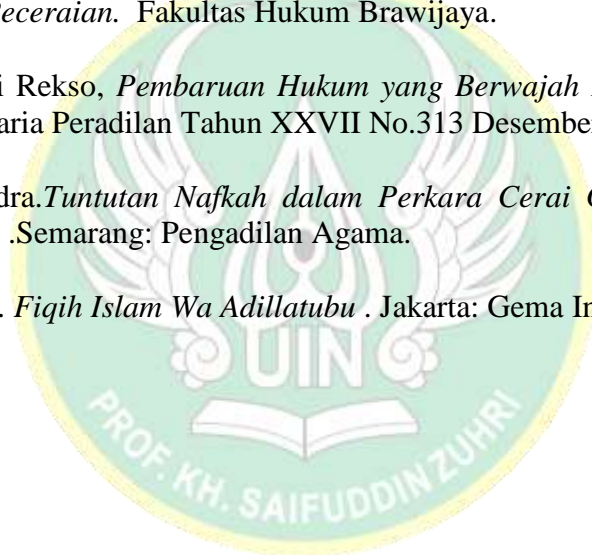 Peceraian. Fakultas Hukum Brawijaya.
i Rekso, Pembaruan Hukum yang Berwajah
aria Peradilan Tahun XXVII No.313 Desember
dra.Tuntutan Nafkah dalam Perkara Cerai
.Semarang: Pengadilan Agama.
. Fiqih Islam Wa Adillatubu . Jakarta: Gema In
UIN
PROF. KH. SAIFUDDIN ZUHRI